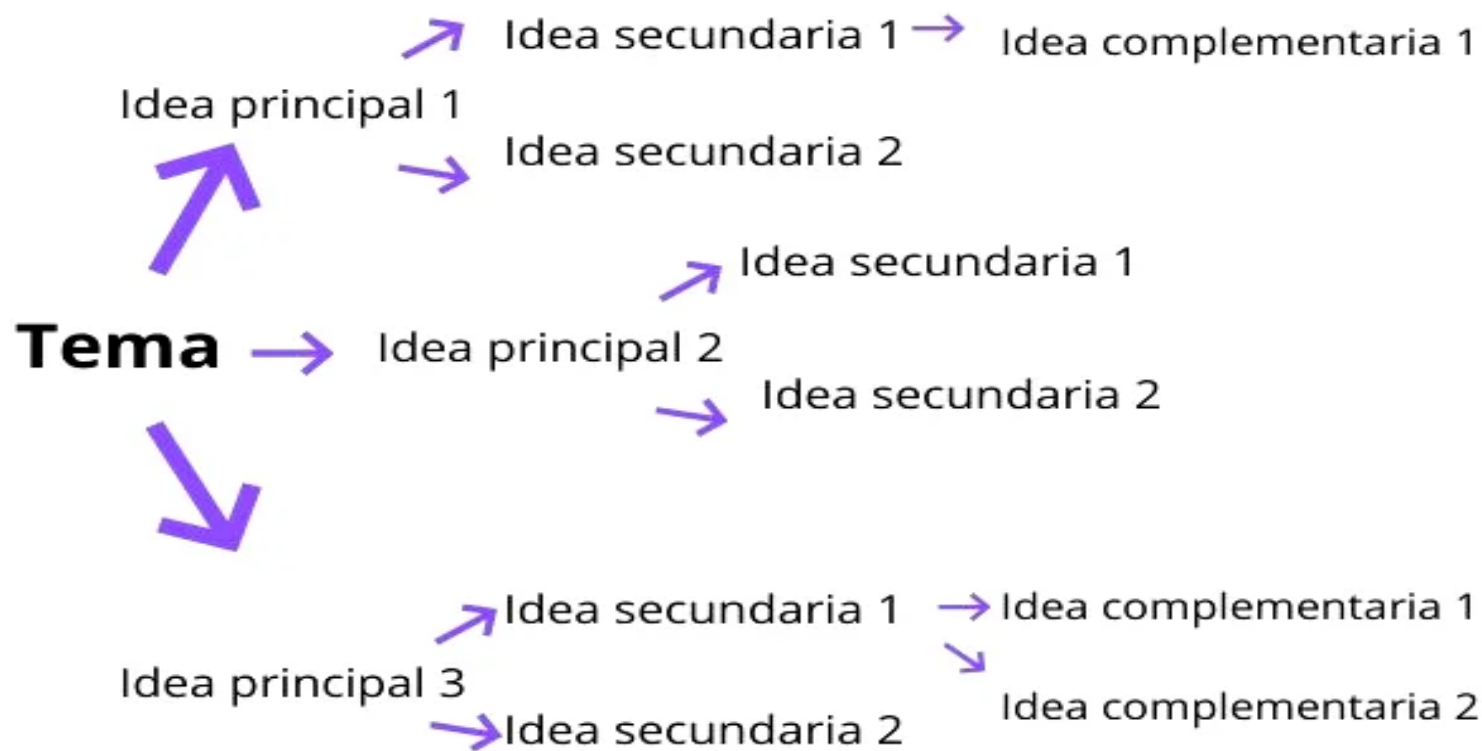 Idea secundaria 1
Idea complementaria 1
Idea principal 1
Idea secundaria 2
Idea secundaria 1
Tema
Idea principal 2
Idea secundaria 2
Idea secundaria 1
Idea complementaria 1
Idea principal 3
Idea complementaria 2
Idea secundaria 2